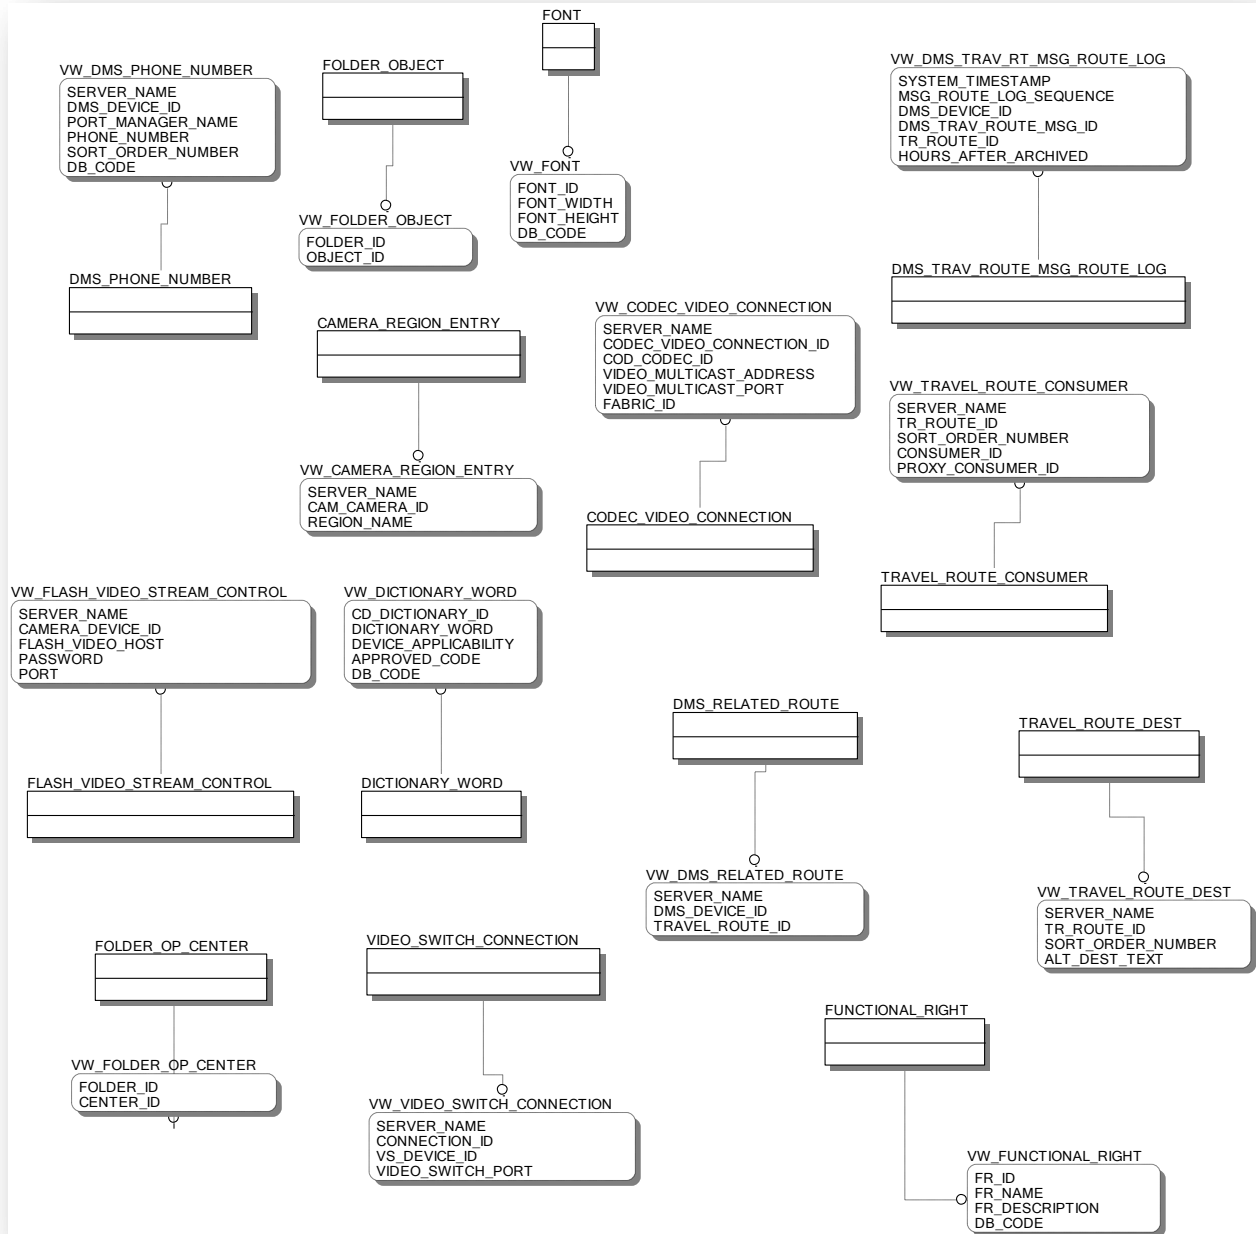 FONT
VW_DMS_PHONE_NUMBER
SERVER_NAME
DMS_DEVICE_ID
PORT_MANAGER_NAME
PHONE_NUMBER
SORT_ORDER_NUMBER
DB_CODE
DMS_PHONE_NUMBER
FOLDER_OBJECT
VW_FOLDER_OBJECT
FOLDER_ID
OBJECT_ID
VW_FONT
FONT_ID
FONT_WIDTH
FONT_HEIGHT
DB_CODE
VW_DMS_TRAV_RT_MSG_ROUTE_LOG
SYSTEM_TIMESTAMP
MSG_ROUTE_LOG_SEQUENCE
DMS_DEVICE_ID
DMS_TRAV_ROUTE_MSG_ID
TR_ROUTE_ID
HOURS_AFTER_ARCHIVED
DMS_TRAV_ROUTE_MSG_ROUTE_LOG
CAMERA_REGION_ENTRY
VW_CAMERA_REGION_ENTRY
SERVER_NAME
CAM_CAMERA_ID
REGION_NAME
VW_CODEC_VIDEO_CONNECTION
SERVER_NAME
CODEC_VIDEO_CONNECTION_ID
COD_CODEC_ID
VIDEO_MULTICAST_ADDRESS
VIDEO_MULTICAST_PORT
FABRIC_ID
CODEC_VIDEO_CONNECTION
VW_TRAVEL_ROUTE_CONSUMER
SERVER_NAME
TR_ROUTE_ID
SORT_ORDER_NUMBER
CONSUMER_ID
PROXY_CONSUMER_ID
TRAVEL_ROUTE_CONSUMER
VW_FLASH_VIDEO_STREAM_CONTROL
SERVER_NAME
CAMERA_DEVICE_ID
FLASH_VIDEO_HOST
PASSWORD
PORT
FLASH_VIDEO_STREAM_CONTROL
VW_DICTIONARY_WORD
CD_DICTIONARY_ID
DICTIONARY_WORD
DEVICE_APPLICABILITY
APPROVED_CODE
DB_CODE
DICTIONARY_WORD
DMS_RELATED_ROUTE
VW_DMS_RELATED_ROUTE
SERVER_NAME
DMS_DEVICE_ID
TRAVEL_ROUTE_ID
TRAVEL_ROUTE_DEST
VW_TRAVEL_ROUTE_DEST
SERVER_NAME
TR_ROUTE_ID
SORT_ORDER_NUMBER
ALT_DEST_TEXT
FOLDER_OP_CENTER
VW_FOLDER_OP_CENTER
FOLDER_ID
CENTER_ID
VIDEO_SWITCH_CONNECTION
VW_VIDEO_SWITCH_CONNECTION
SERVER_NAME
CONNECTION_ID
VS_DEVICE_ID
VIDEO_SWITCH_PORT
FUNCTIONAL_RIGHT
VW_FUNCTIONAL_RIGHT
FR_ID
FR_NAME
FR_DESCRIPTION
DB_CODE